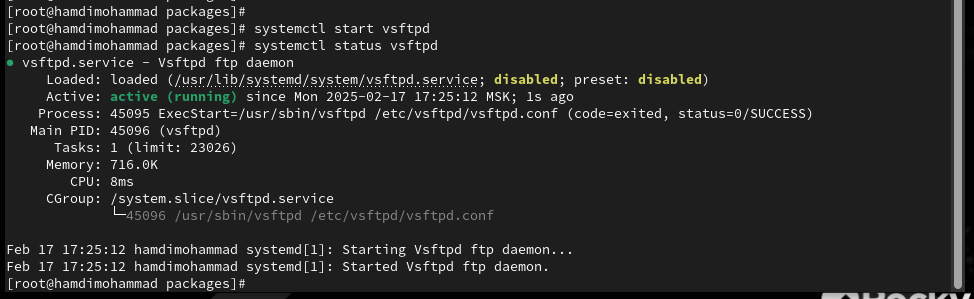 [root@hamdimohammad packages]#
[root@hamdimohammad packages]# systemctl start vsftpd
[root@hamdimohammad packages]# systemctl status vsftpd
● vsftpd.service - Vsftpd ftp daemon
     Loaded: loaded (/usr/lib/systemd/system/vsftpd.service; disabled; preset: disabled)
     Active: active (running) since Mon 2025-02-17 17:25:12 MSK; 1s ago
    Process: 45095 ExecStart=/usr/sbin/vsftpd /etc/vsftpd/vsftpd.conf (code=exited, status=0/SUCCESS)
   Main PID: 45096 (vsftpd)
      Tasks: 1 (limit: 23026)
     Memory: 716.0K
        CPU: 8ms
     CGroup: /system.slice/vsftpd.service
             └─45096 /usr/sbin/vsftpd /etc/vsftpd/vsftpd.conf
Feb 17 17:25:12 hamdimohammad systemd[1]: Starting Vsftpd ftp daemon...
Feb 17 17:25:12 hamdimohammad systemd[1]: Started Vsftpd ftp daemon.
[root@hamdimohammad packages]#